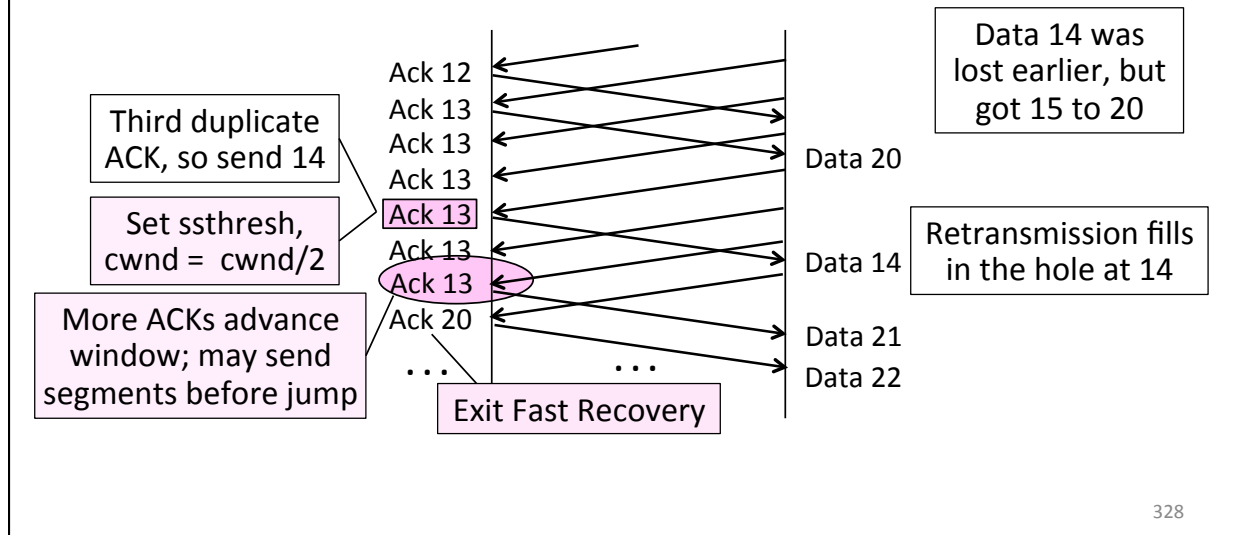 Data 14 was
lost earlier, but
got 15 to 20
Third duplicate
ACK, so send 14
Set ssthresh,
cwnd = cwnd/2
More ACKs advance
window; may send
segments before jump
Ack 12
Ack 13
Ack 13
Ack 13
Ack 13
Ack 13
Ack 13
Ack 20
. . .
. . .
Exit Fast Recovery
Data 20
Data 14
Data 21
Data 22
Retransmission fills
in the hole at 14
328